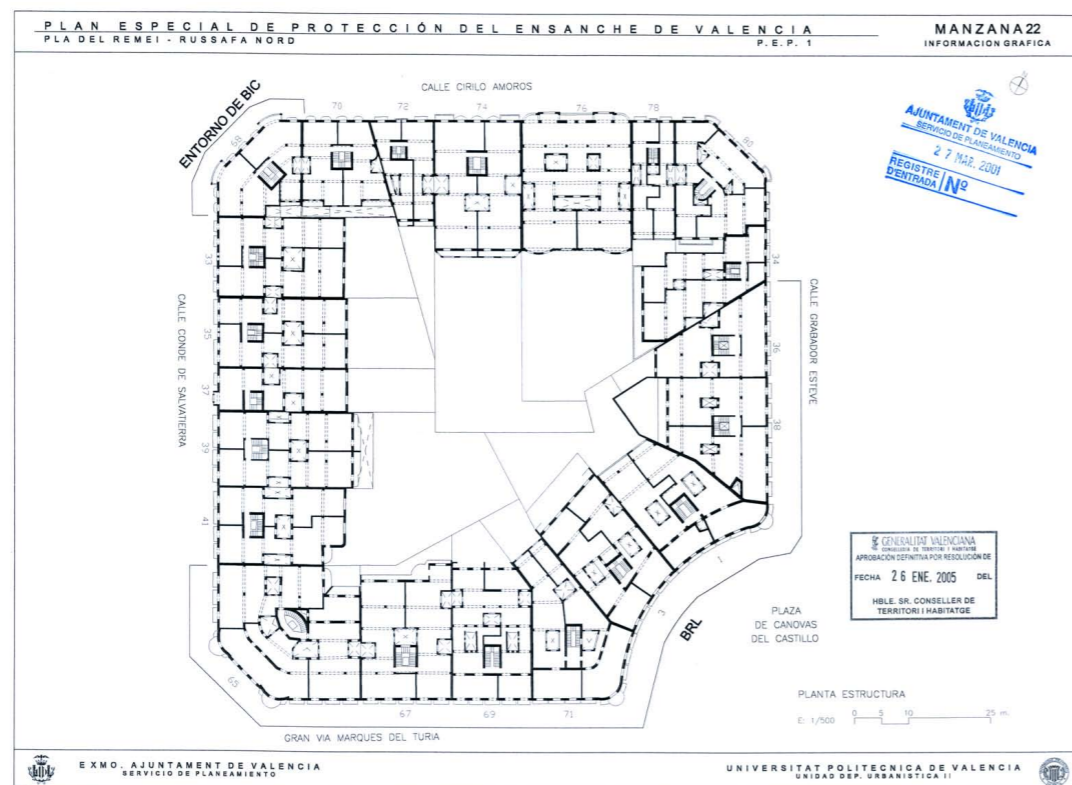 PLAN ESPECIAL DE PROTECCIÓN DEL ENSANCHE DE VALENCIA
PLA DEL REMEI - RUSSAFA NORD
P.E.P. 1
MANZANA 22
INFORMACION GRAFICA
N
AJUNTAMENT DE VALENCIA
SERVICIO DE PLANEAMIENTO
27 MAR. 2001
REGISTRE D'ENTRADA Nº
CALLE CIRILO AMOROS
ENTORNO DE BIC
68
70
72
74
76
78
80
33
35
37
39
41
CALLE CONDE DE SALVATIERRA
34
36
38
CALLE GRABADOR ESTEVE
1
3
BRL
PLAZA
DE CANOVAS
DEL CASTILLO
65
67
69
71
GRAN VIA MARQUES DEL TURIA
GENERALITAT VALENCIANA
CONSELLERIA DE TERRITORI I HABITATGE
APROBACIÓN DEFINITIVA POR RESOLUCIÓN DE
FECHA 26 ENE. 2005 DEL
HBLE. SR. CONSELLER DE
TERRITORI I HABITATGE
PLANTA ESTRUCTURA
E: 1/500
0 5 10 25 m.
EXMO. AJUNTAMENT DE VALENCIA
SERVICIO DE PLANEAMIENTO
UNIVERSITAT POLITECNICA DE VALENCIA
UNIDAD DEP. URBANISTICA II